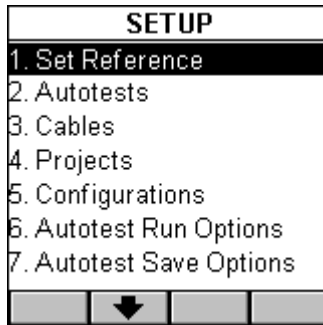 SETUP
1. Set Reference
2. Autotests
3. Cables
4. Projects
5. Configurations
6. Autotest Run Options
7. Autotest Save Options